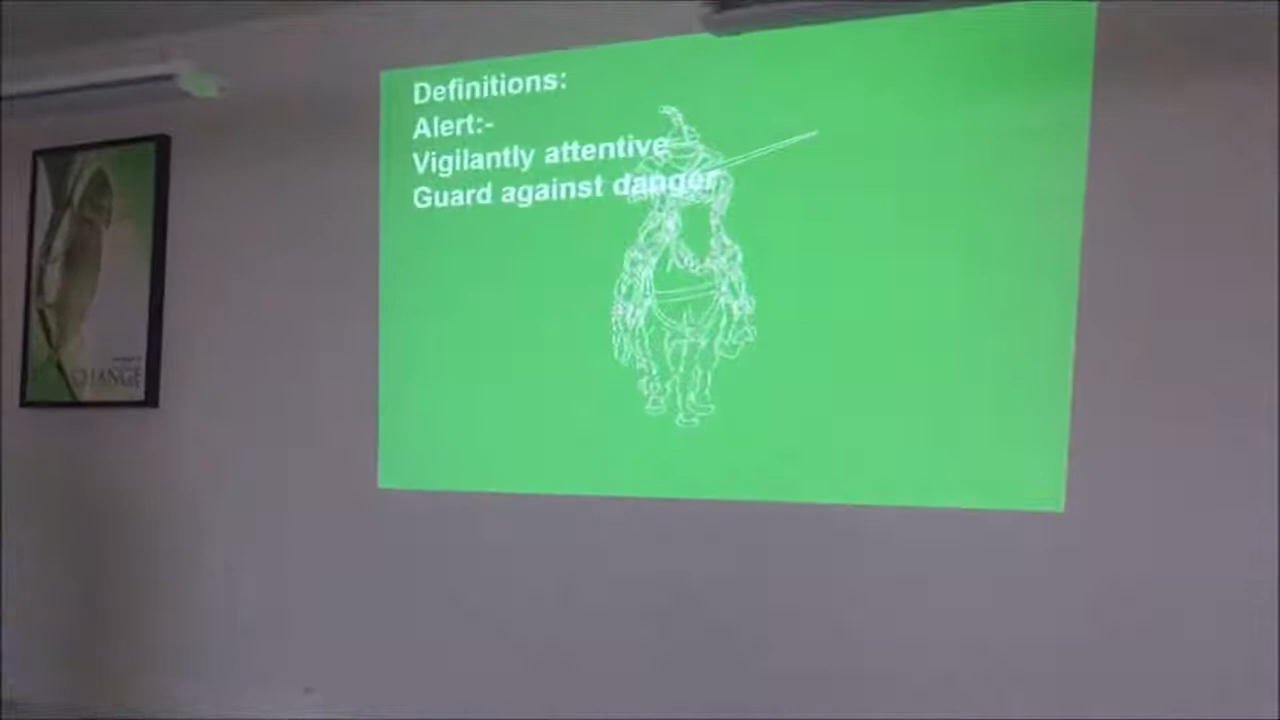 Definitions:
Alert:-
Vigilantly attentive
Guard against danger
CHANGE